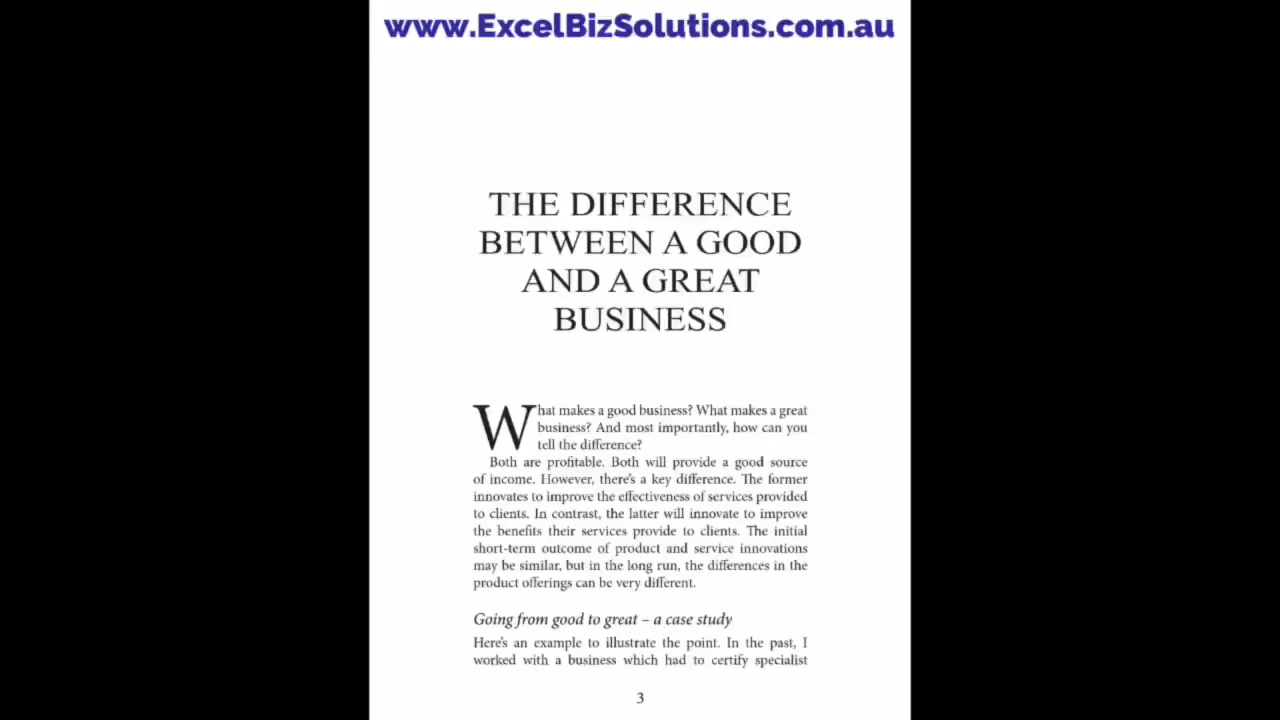 www.ExcelBizSolutions.com.au
THE DIFFERENCE
BETWEEN A GOOD
AND A GREAT
BUSINESS
What makes a good business? What makes a great
business? And most importantly, how can you
tell the difference?
Both are profitable. Both will provide a good source
of income. However, there's a key difference. The former
innovates to improve the effectiveness of services provided
to clients. In contrast, the latter will innovate to improve
the benefits their services provide to clients. The initial
short-term outcome of product and service innovations
may be similar, but in the long run, the differences in the
product offerings can be very different.
Going from good to great – a case study
Here's an example to illustrate the point. In the past, I
worked with a business which had to certify specialist
3